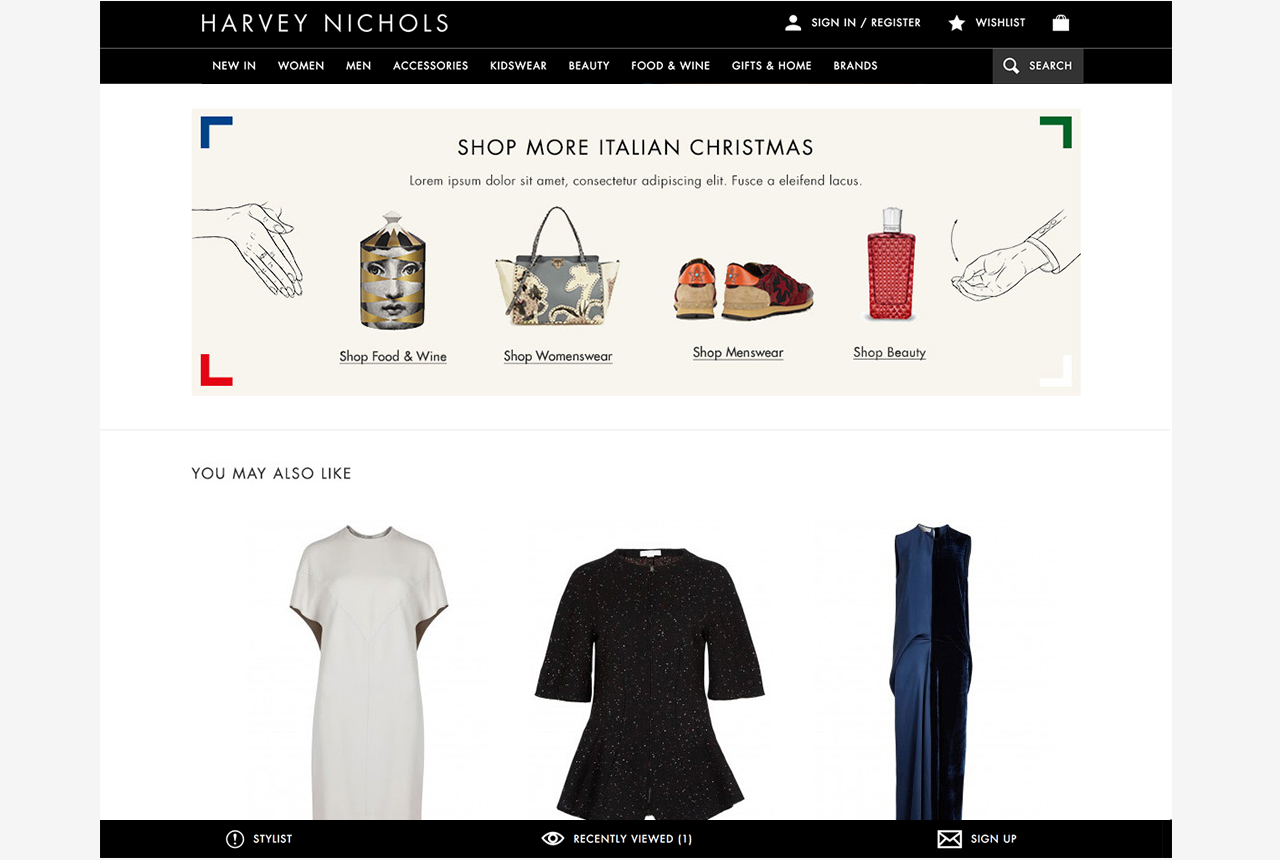 HARVEY NICHOLS
SIGN IN / REGISTER
WISHLIST
NEW IN WOMEN MEN ACCESSORIES KIDSWEAR BEAUTY FOOD & WINE GIFTS & HOME BRANDS
SEARCH
SHOP MORE ITALIAN CHRISTMAS
Lorem ipsum dolor sit amet, consectetur adipiscing elit. Fusce a eleifend lacus.
Shop Food & Wine
Shop Womenswear
Shop Menswear
Shop Beauty
YOU MAY ALSO LIKE
STYLIST
RECENTLY VIEWED (1)
SIGN UP